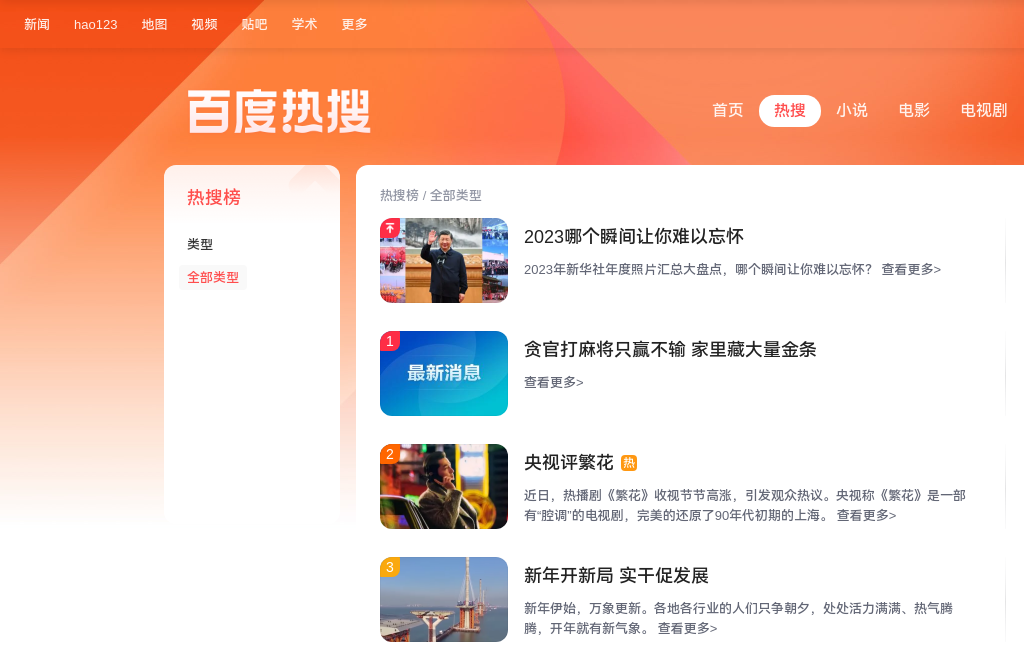 新闻 hao123 地图 视频 贴吧 学术 更多
百度热搜
首页 热搜 小说 电影 电视剧
热搜榜
类型
全部类型
热搜榜 / 全部类型
2023哪个瞬间让你难以忘怀
2023年新华社年度照片汇总大盘点，哪个瞬间让你难以忘怀？ 查看更多>
1
最新消息
贪官打麻将只赢不输 家里藏大量金条
查看更多>
2
央视评繁花 热
近日，热播剧《繁花》收视节节高涨，引发观众热议。央视称《繁花》是一部
有“腔调”的电视剧，完美的还原了90年代初期的上海。 查看更多>
3
新年开新局 实干促发展
新年伊始，万象更新。各地各行业的人们只争朝夕，处处活力满满、热气腾
腾，开年就有新气象。 查看更多>